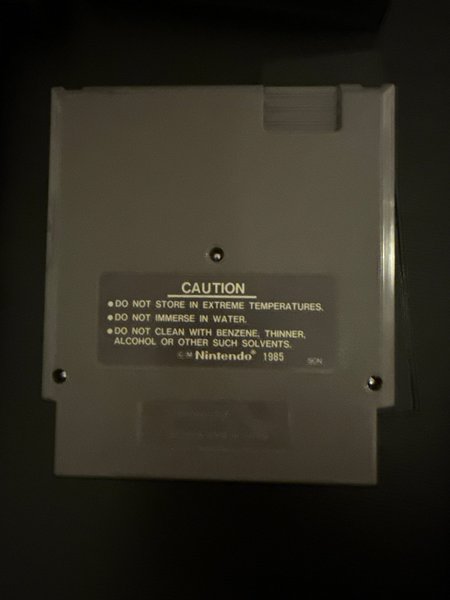 CAUTION
●DO NOT STORE IN EXTREME TEMPERATURES.
●DO NOT IMMERSE IN WATER.
●DO NOT CLEAN WITH BENZENE, THINNER,
ALCOHOL OR OTHER SUCH SOLVENTS.
Nintendo® 1985